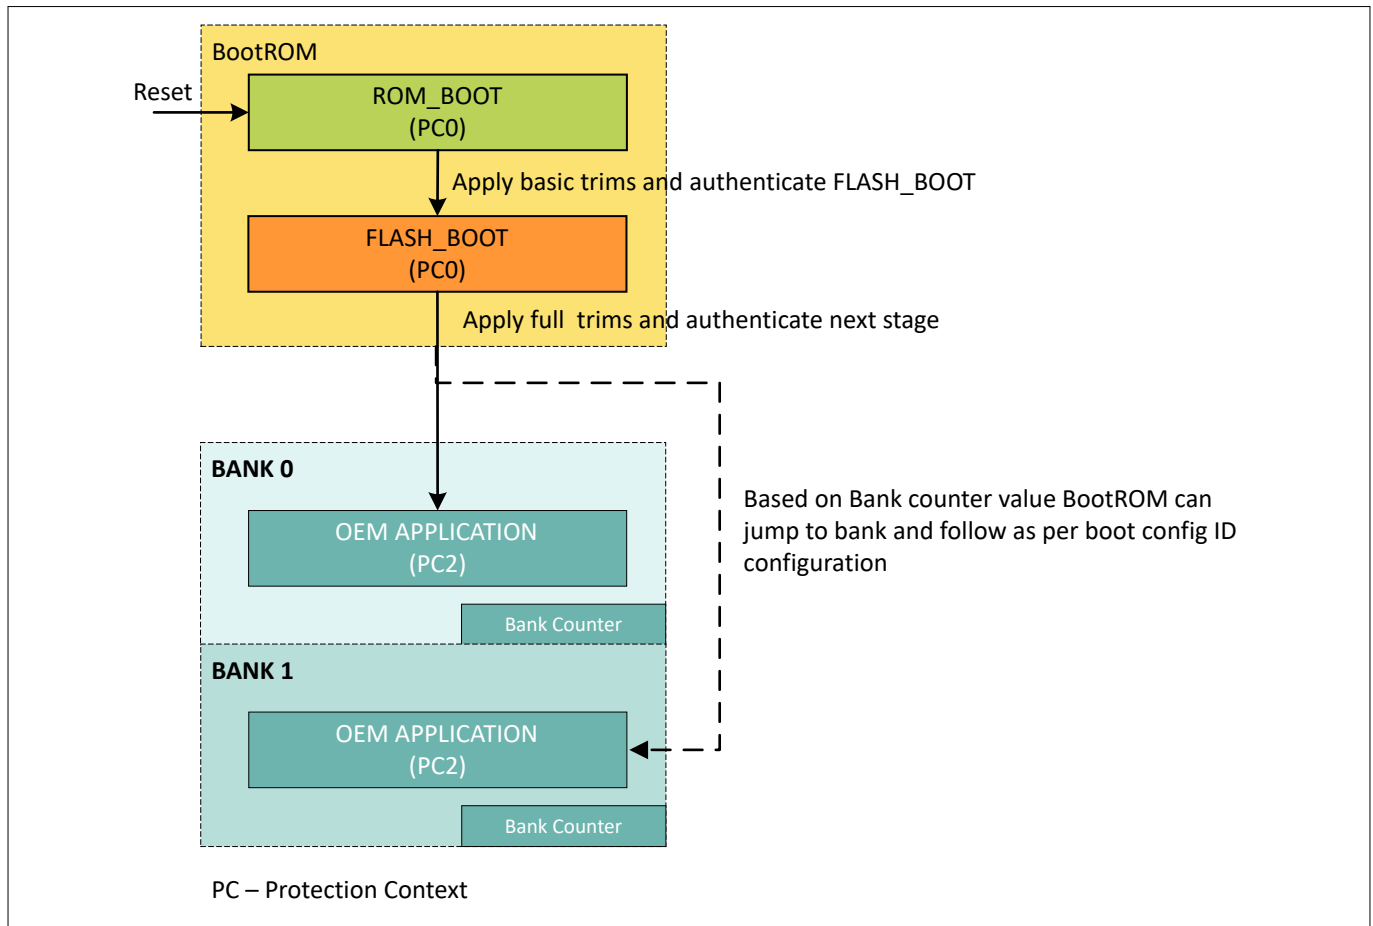 BootROM
Reset
ROM_BOOT
(PC0)
Apply basic trims and authenticate FLASH_BOOT
FLASH_BOOT
(PC0)
Apply full  trims and authenticate next stage
BANK 0
OEM APPLICATION
(PC2)
Based on Bank counter value BootROM can
jump to bank and follow as per boot config ID
configuration
Bank Counter
BANK 1
OEM APPLICATION
(PC2)
Bank Counter
PC – Protection Context